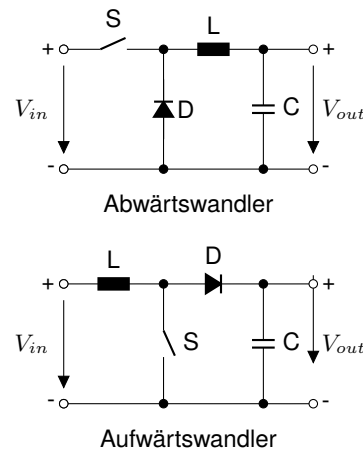 S L
+ +
V_in D C V_out
- -
Abwärtswandler
L D
+ +
V_in S C V_out
- -
Aufwärtswandler